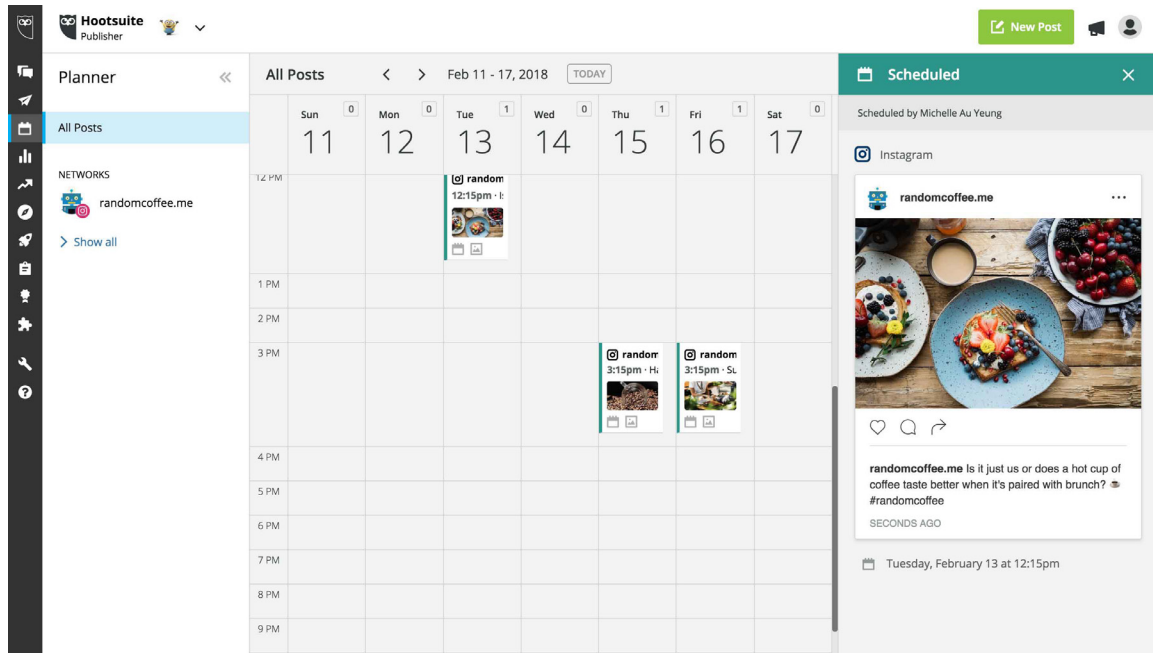 Hootsuite
Publisher
New Post
Planner
All Posts
NETWORKS
randomcoffee.me
Show all
All Posts
Feb 11 - 17, 2018
TODAY
Sun 0
11
Mon 0
12
Tue 1
13
Wed 0
14
Thu 1
15
Fri 1
16
Sat 0
17
12 PM
random
12:15pm ·
1 PM
2 PM
3 PM
random
3:15pm ·
random
3:15pm ·
4 PM
5 PM
6 PM
7 PM
8 PM
9 PM
Scheduled
Scheduled by Michelle Au Yeung
Instagram
randomcoffee.me
randomcoffee.me Is it just us or does a hot cup of
coffee taste better when it's paired with brunch? ☕
#randomcoffee
SECONDS AGO
Tuesday, February 13 at 12:15pm